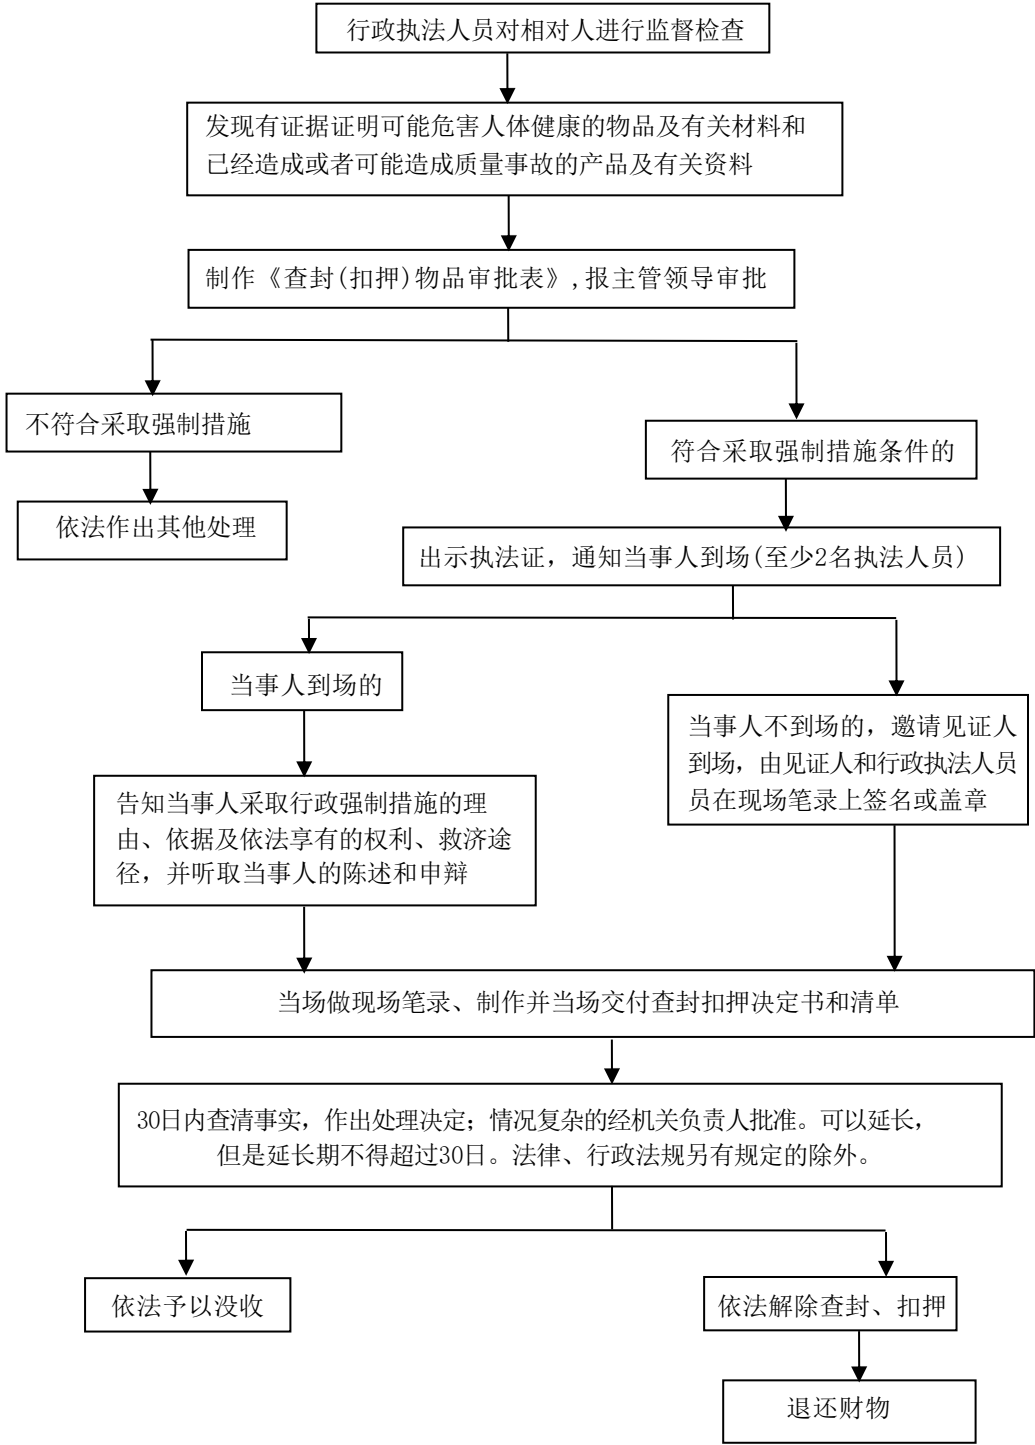 行政执法人员对相对人进行监督检查
发现有证据证明可能危害人体健康的物品及有关材料和
已经造成或者可能造成质量事故的产品及有关资料
制作《查封(扣押)物品审批表》,报主管领导审批
不符合采取强制措施
符合采取强制措施条件的
依法作出其他处理
出示执法证，通知当事人到场(至少2名执法人员)
当事人到场的
当事人不到场的，邀请见证人
到场，由见证人和行政执法人员
员在现场笔录上签名或盖章
告知当事人采取行政强制措施的理
由、依据及依法享有的权利、救济途
径，并听取当事人的陈述和申辩
当场做现场笔录、制作并当场交付查封扣押决定书和清单
30日内查清事实，作出处理决定；情况复杂的经机关负责人批准。可以延长，
但是延长期不得超过30日。法律、行政法规另有规定的除外。
依法予以没收
依法解除查封、扣押
退还财物